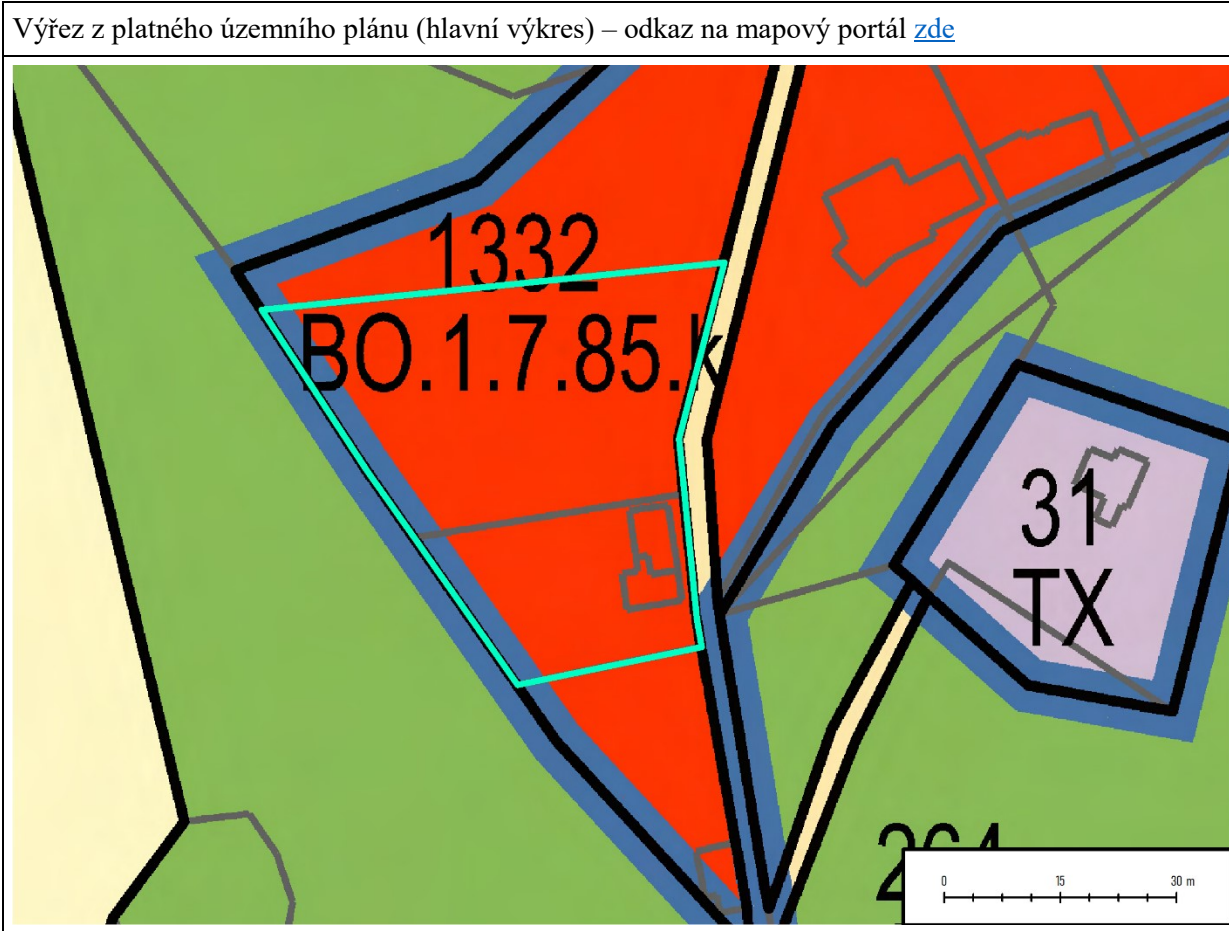 Výřez z platného územního plánu (hlavní výkres) – odkaz na mapový portál zde
1332
BO.1.7.85.k
31
TX
264
0 15 30 m